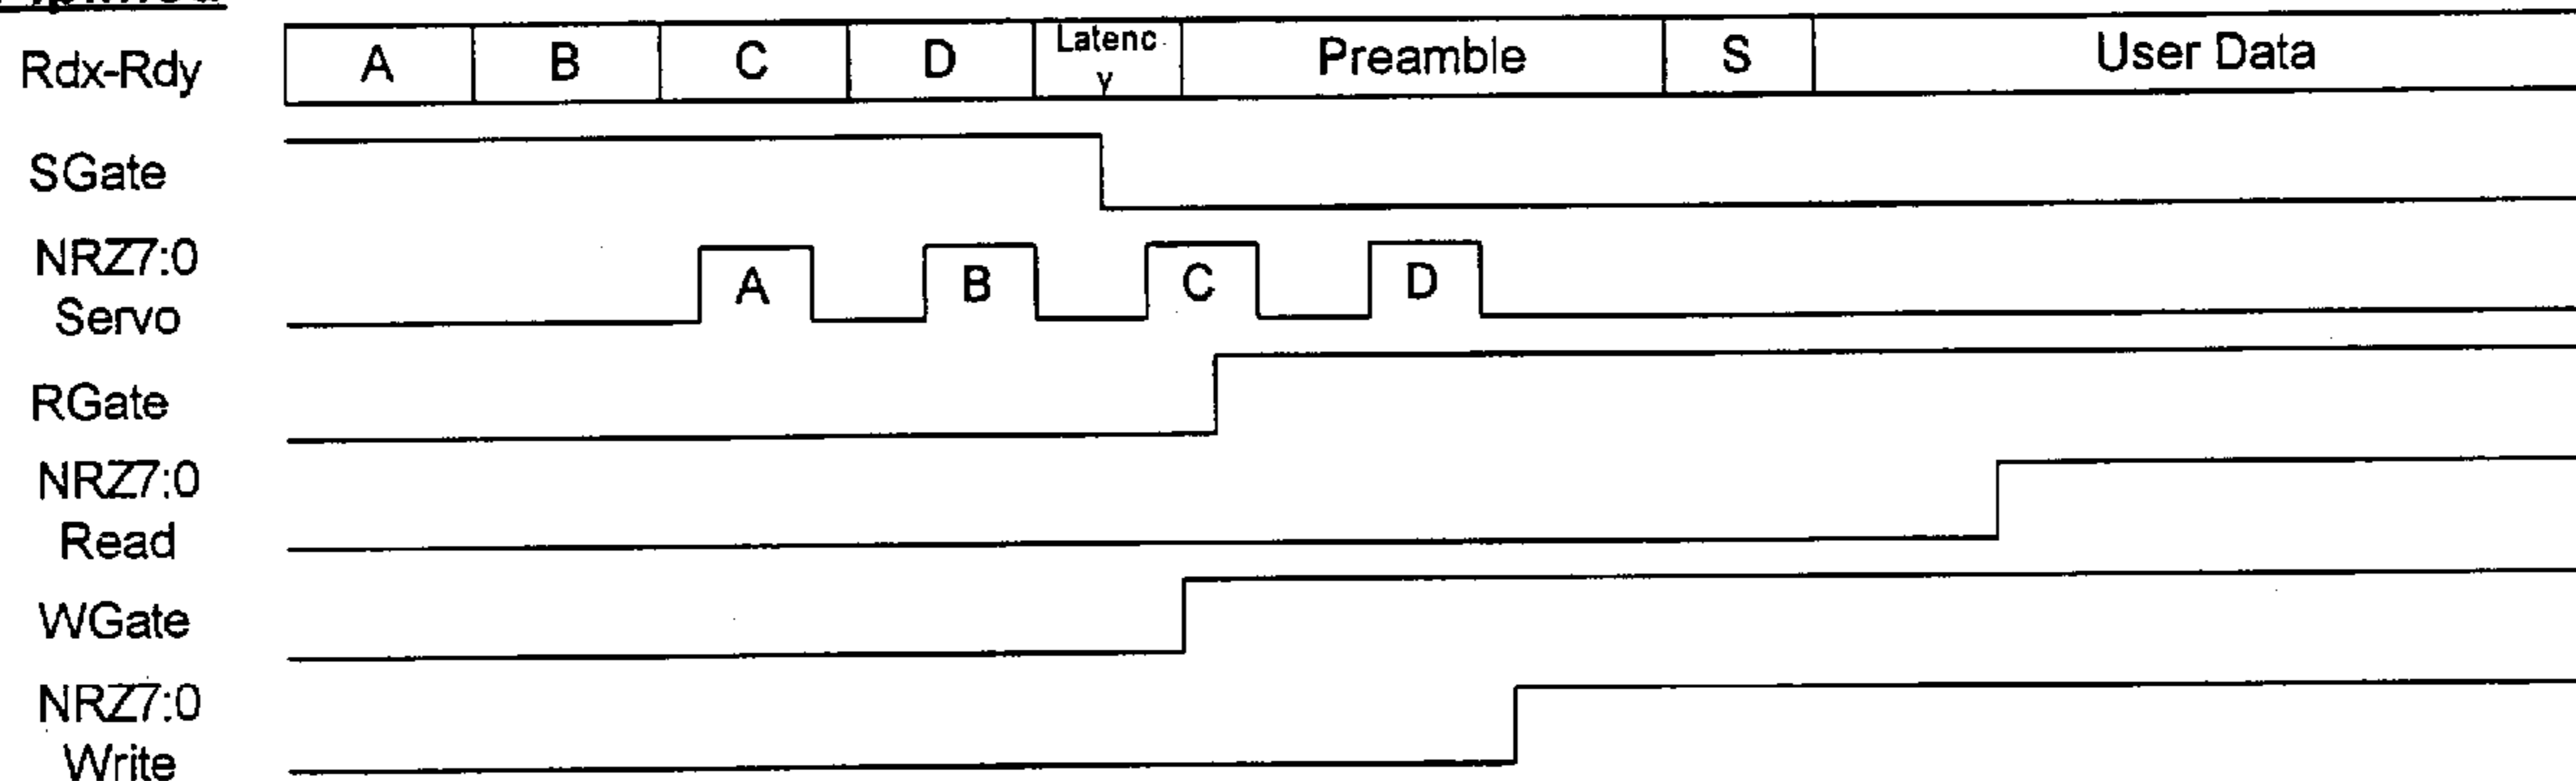 Rdx-Rdy A B C D Latenc Preamble S User Data
y
SGate
NRZ7:0
Servo A B C D
RGate
NRZ7:0
Read
WGate
NRZ7:0
Write